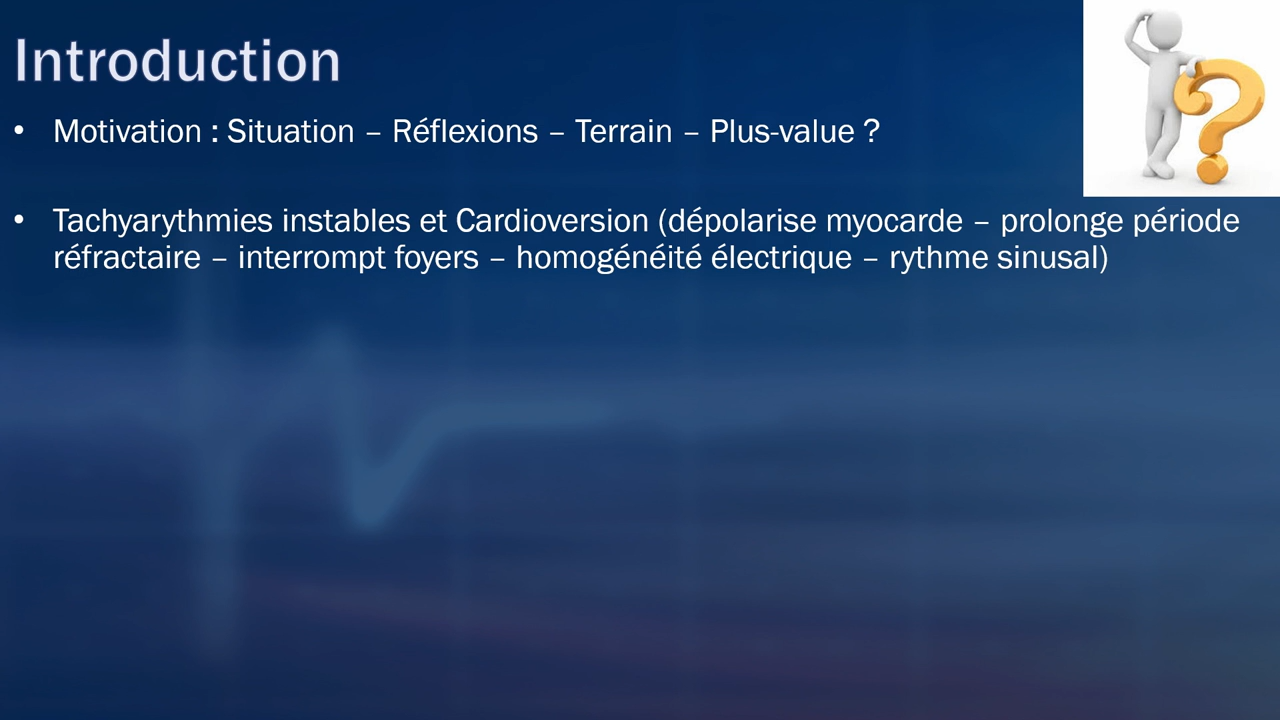 Introduction
• Motivation : Situation – Réflexions – Terrain – Plus-value ?
• Tachyarythmies instables et Cardioversion (dépolarise myocarde – prolonge période
réfractaire – interrompt foyers – homogénéité électrique – rythme sinusal)